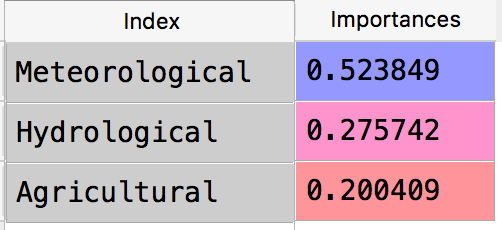 Index Importances
Meteorological 0.523849
Hydrological 0.275742
Agricultural 0.200409